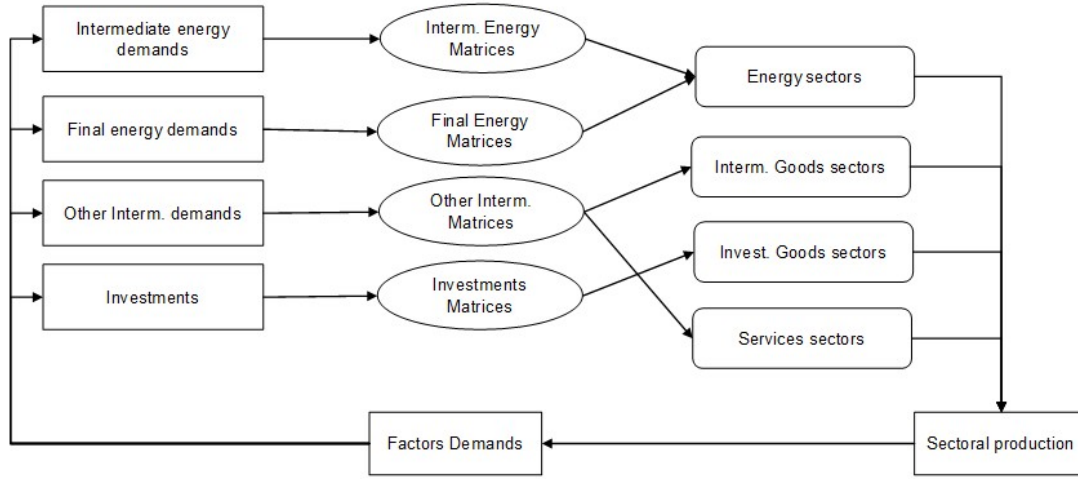 Intermediate energy
demands
Interm. Energy
Matrices
Energy sectors
Final energy demands
Final Energy
Matrices
Interm. Goods sectors
Other Interm. demands
Other Interm.
Matrices
Invest. Goods sectors
Investments
Investments
Matrices
Services sectors
Factors Demands
Sectoral production